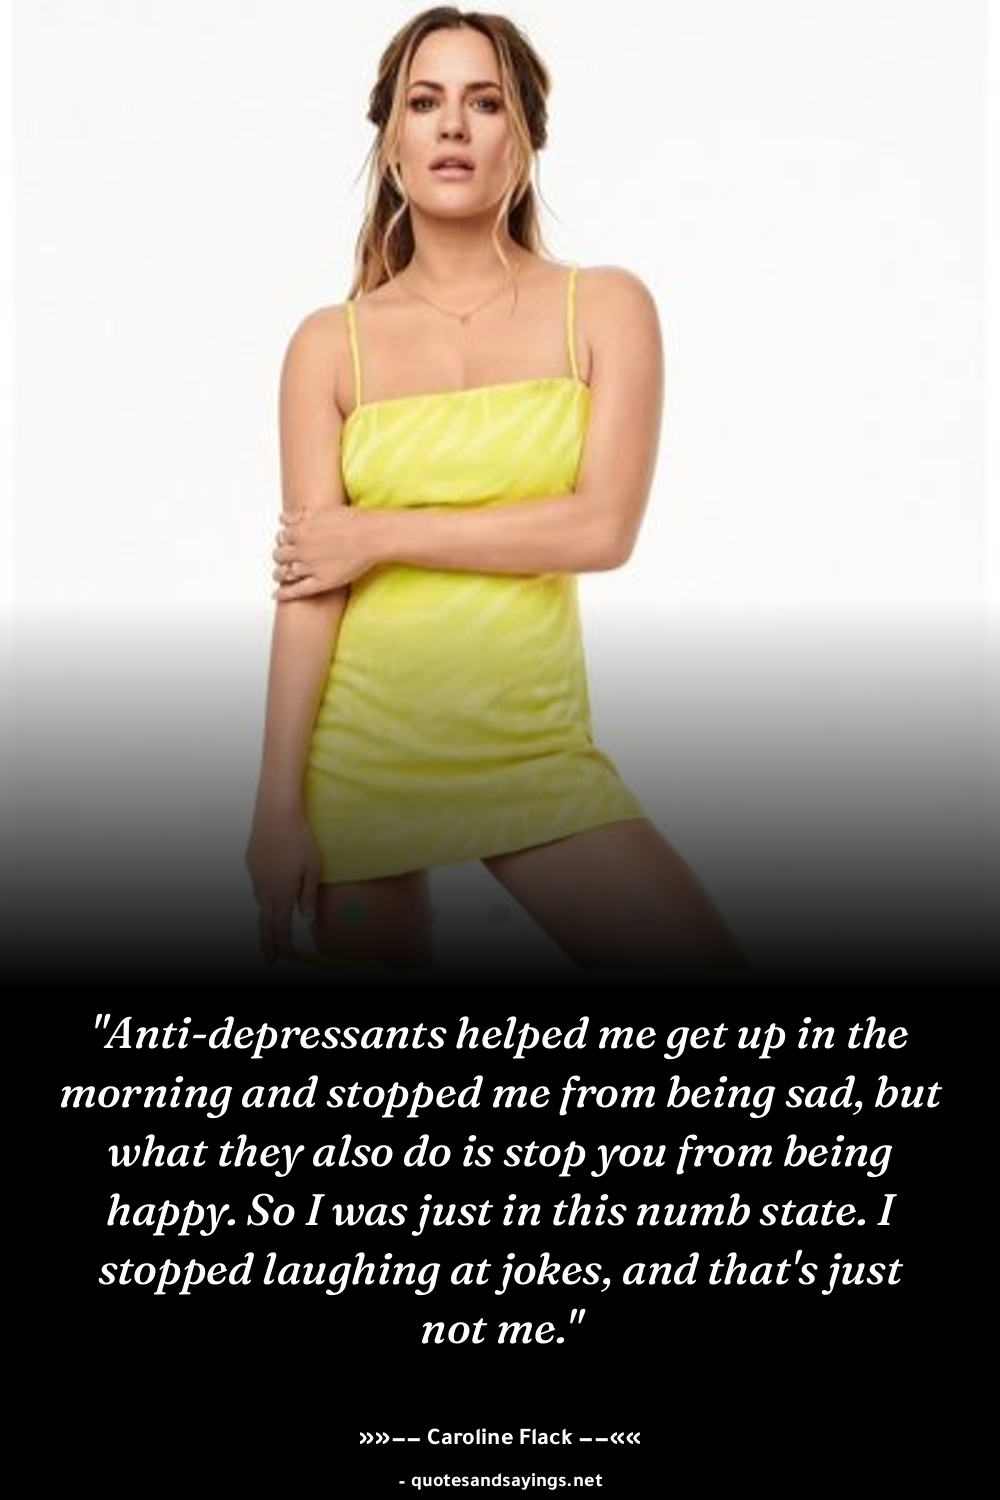 "Anti-depressants helped me get up in the
morning and stopped me from being sad, but
what they also do is stop you from being
happy. So I was just in this numb state. I
stopped laughing at jokes, and that's just
not me."
»»-- Caroline Flack --««
- quotesandsayings.net